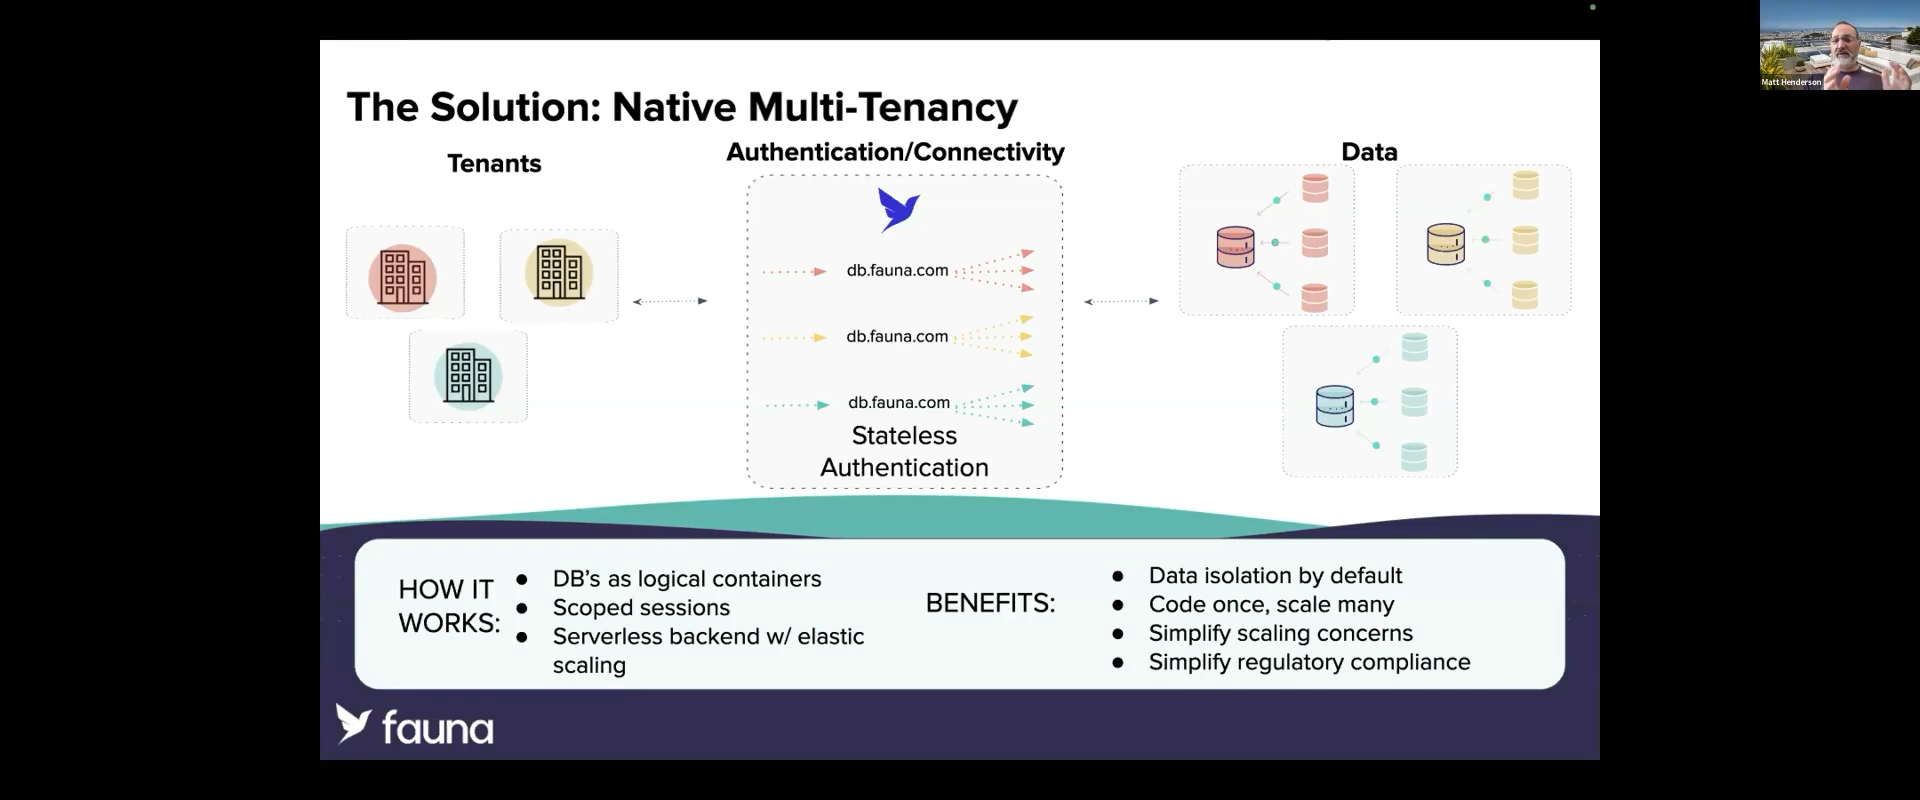 The Solution: Native Multi-Tenancy
Tenants
Authentication/Connectivity
Data
db.fauna.com
db.fauna.com
db.fauna.com
Stateless
Authentication
HOW IT
WORKS:
● DB's as logical containers
● Scoped sessions
● Serverless backend w/ elastic
scaling
BENEFITS:
● Data isolation by default
● Code once, scale many
● Simplify scaling concerns
● Simplify regulatory compliance
fauna
Matt Henderson